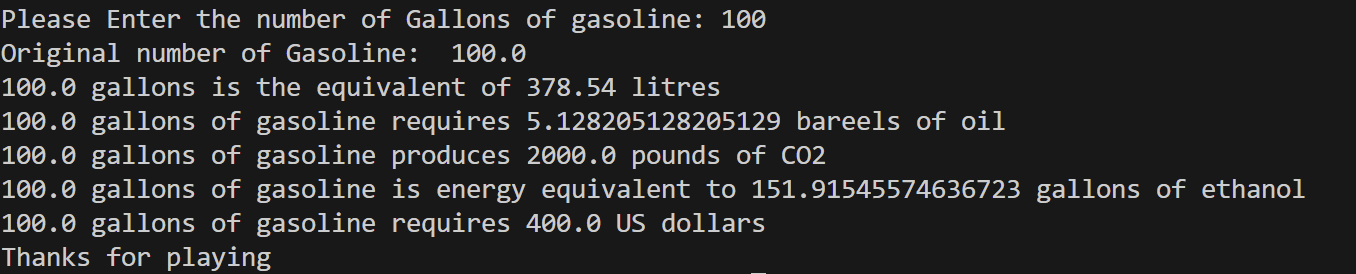 Please Enter the number of Gallons of gasoline: 100
Original number of Gasoline:  100.0
100.0 gallons is the equivalent of 378.54 litres
100.0 gallons of gasoline requires 5.128205128205129 bareels of oil
100.0 gallons of gasoline produces 2000.0 pounds of CO2
100.0 gallons of gasoline is energy equivalent to 151.91545574636723 gallons of ethanol
100.0 gallons of gasoline requires 400.0 US dollars
Thanks for playing